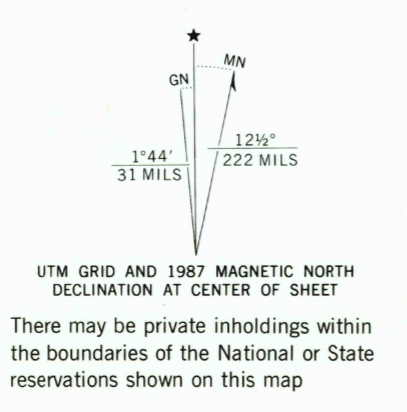 ★
MN
GN
12½°
222 MILS
1°44′
31 MILS
UTM GRID AND 1987 MAGNETIC NORTH
DECLINATION AT CENTER OF SHEET
There may be private inholdings within
the boundaries of the National or State
reservations shown on this map